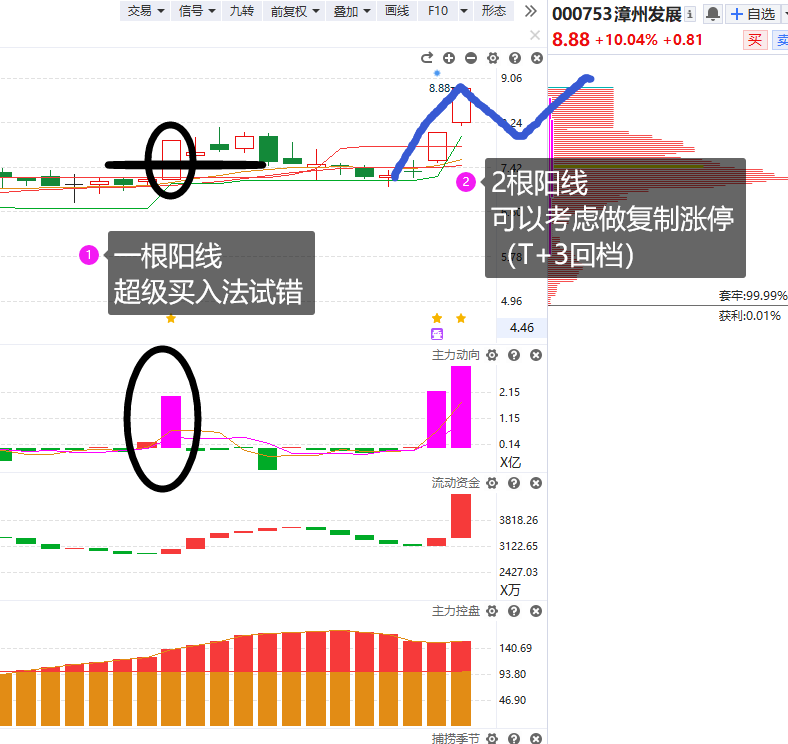 交易 信号 九转 前复权 叠加 画线 F10 形态
000753漳州发展
自选
8.88 +10.04% +0.81
买 卖
9.06
8.88
7.42
5.78
4.96
4.46
1
一根阳线
超级买入法试错
2
2根阳线
可以考虑做复制涨停
(T+3回档)
套牢:99.99%
获利:0.01%
主力动向
2.15
1.15
0.14
X亿
流动资金
3818.26
3122.65
2427.03
X万
主力控盘
140.69
93.80
46.90
捕捞季节